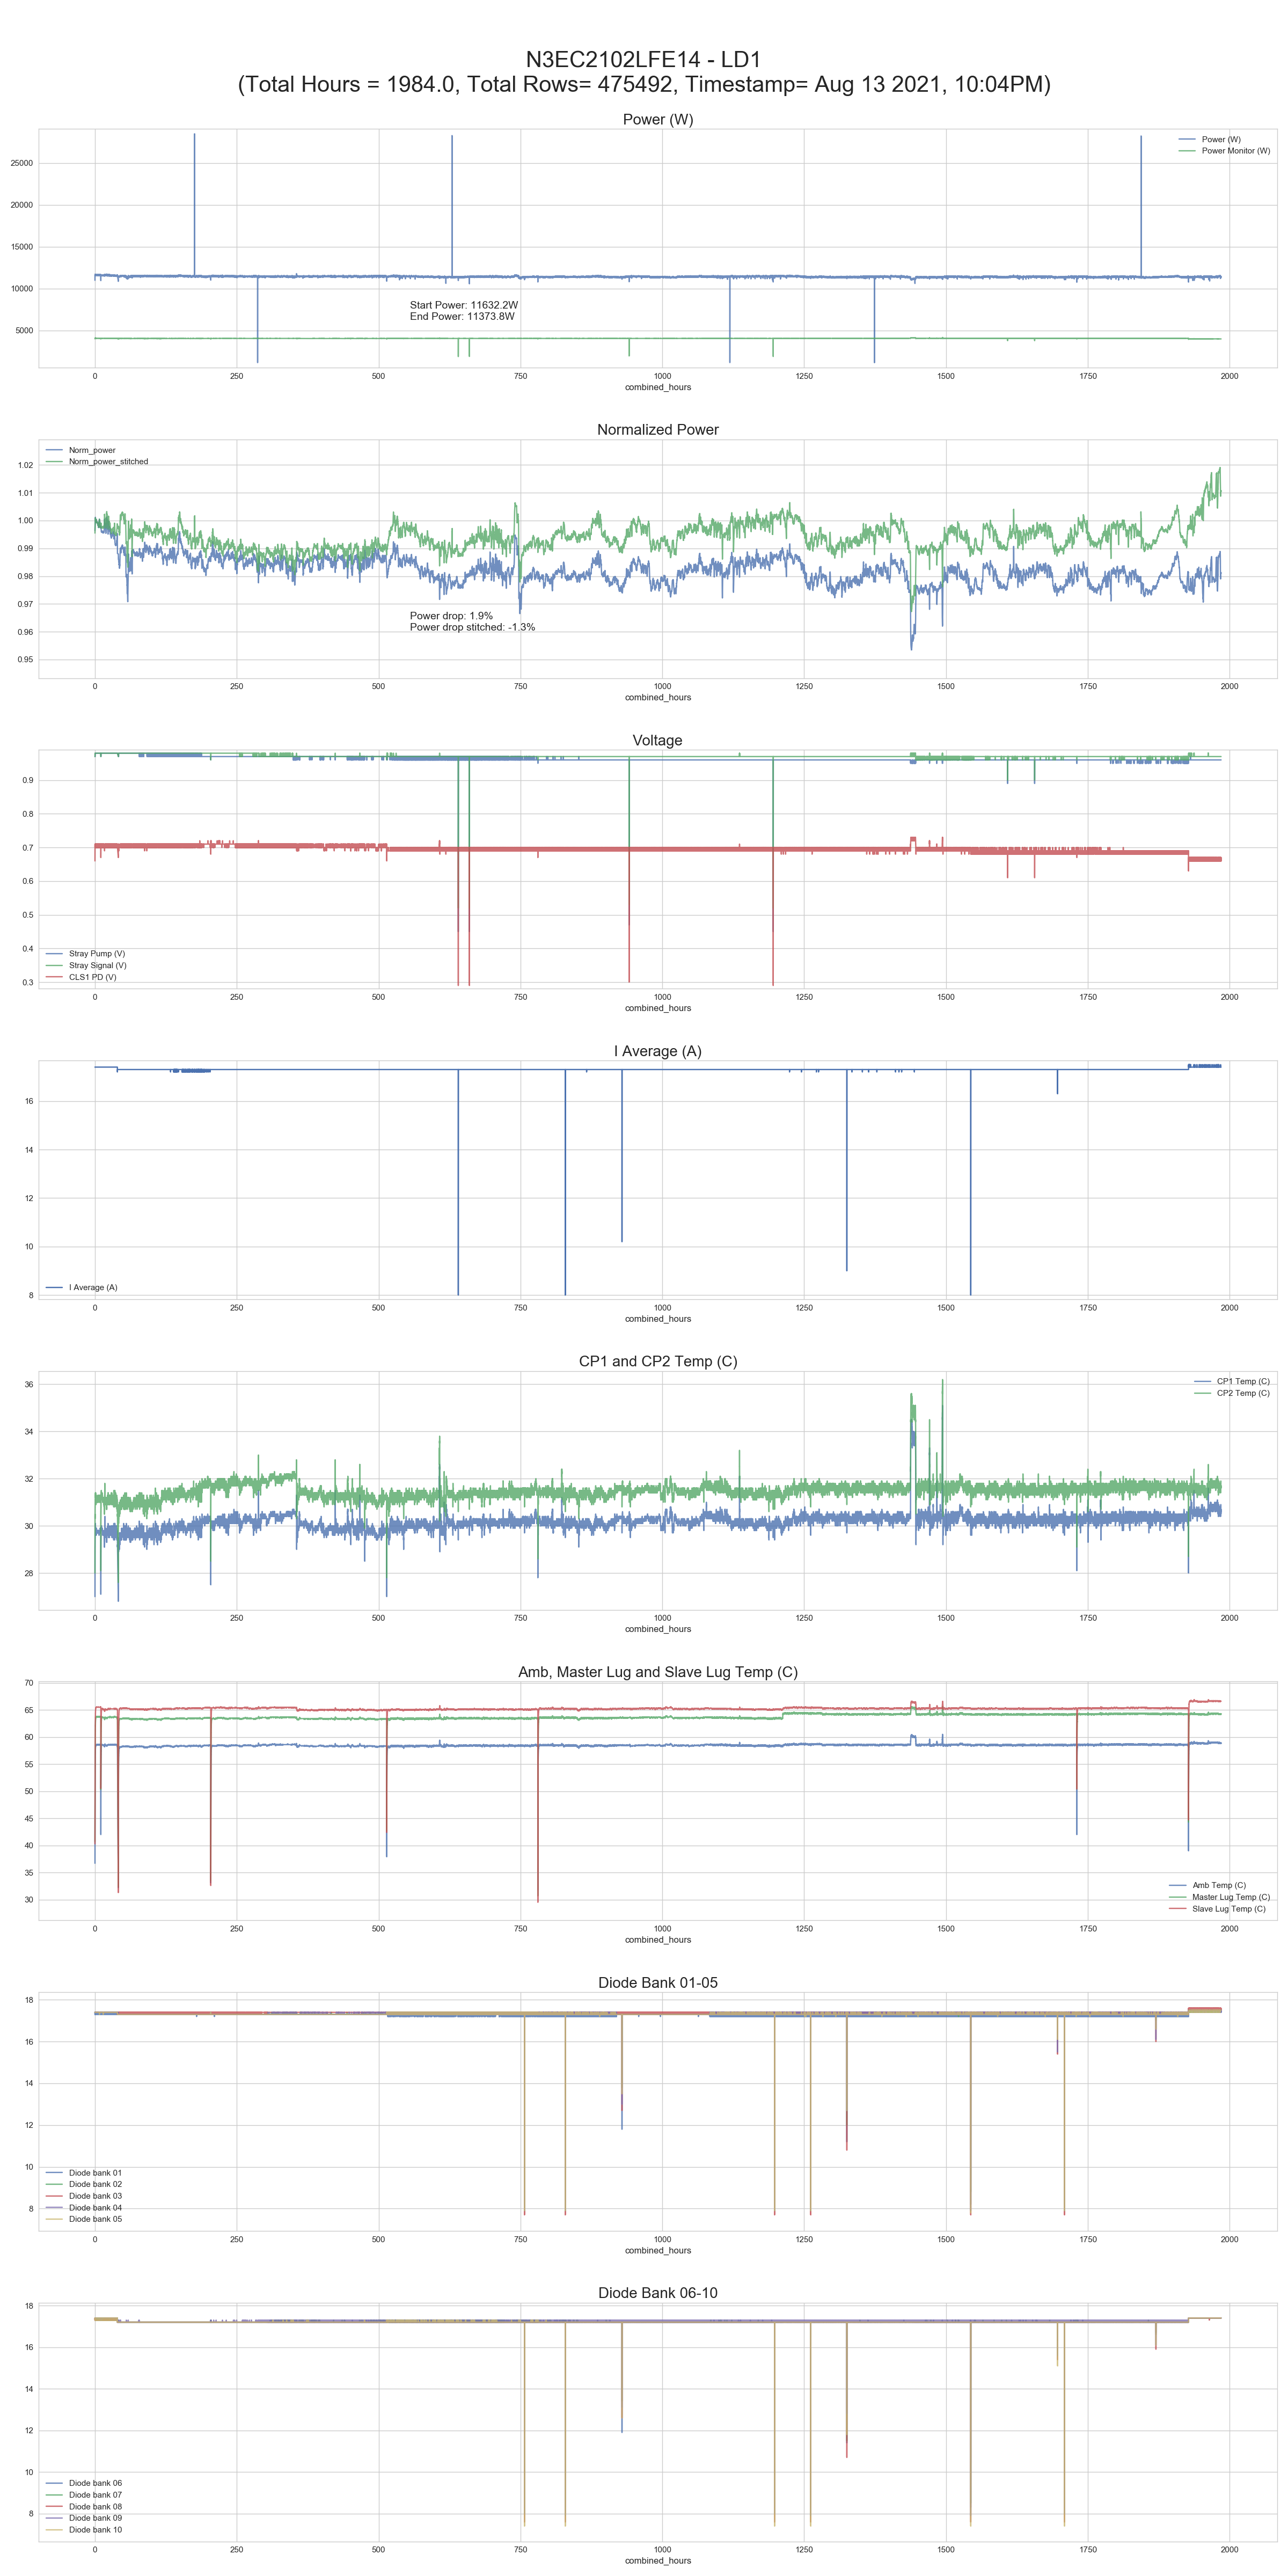 N3EC2102LFE14 - LD1
(Total Hours = 1984.0, Total Rows= 475492, Timestamp= Aug 13 2021, 10:04PM)
Power (W)
Power (W)
Power Monitor (W)
25000
20000
15000
10000
5000
Start Power: 11632.2W
End Power: 11373.8W
0 250 500 750 1000 1250 1500 1750 2000
combined_hours
Normalized Power
Norm_power
Norm_power_stitched
1.02
1.01
1.00
0.99
0.98
0.97
0.96
0.95
Power drop: 1.9%
Power drop stitched: -1.3%
0 250 500 750 1000 1250 1500 1750 2000
combined_hours
Voltage
0.9
0.8
0.7
0.6
0.5
0.4
0.3
Stray Pump (V)
Stray Signal (V)
CLS1 PD (V)
0 250 500 750 1000 1250 1500 1750 2000
combined_hours
I Average (A)
16
14
12
10
8
I Average (A)
0 250 500 750 1000 1250 1500 1750 2000
combined_hours
CP1 and CP2 Temp (C)
CP1 Temp (C)
CP2 Temp (C)
36
34
32
30
28
0 250 500 750 1000 1250 1500 1750 2000
combined_hours
Amb, Master Lug and Slave Lug Temp (C)
70
65
60
55
50
45
40
35
30
Amb Temp (C)
Master Lug Temp (C)
Slave Lug Temp (C)
0 250 500 750 1000 1250 1500 1750 2000
combined_hours
Diode Bank 01-05
18
16
14
12
10
8
Diode bank 01
Diode bank 02
Diode bank 03
Diode bank 04
Diode bank 05
0 250 500 750 1000 1250 1500 1750 2000
combined_hours
Diode Bank 06-10
18
16
14
12
10
8
Diode bank 06
Diode bank 07
Diode bank 08
Diode bank 09
Diode bank 10
0 250 500 750 1000 1250 1500 1750 2000
combined_hours